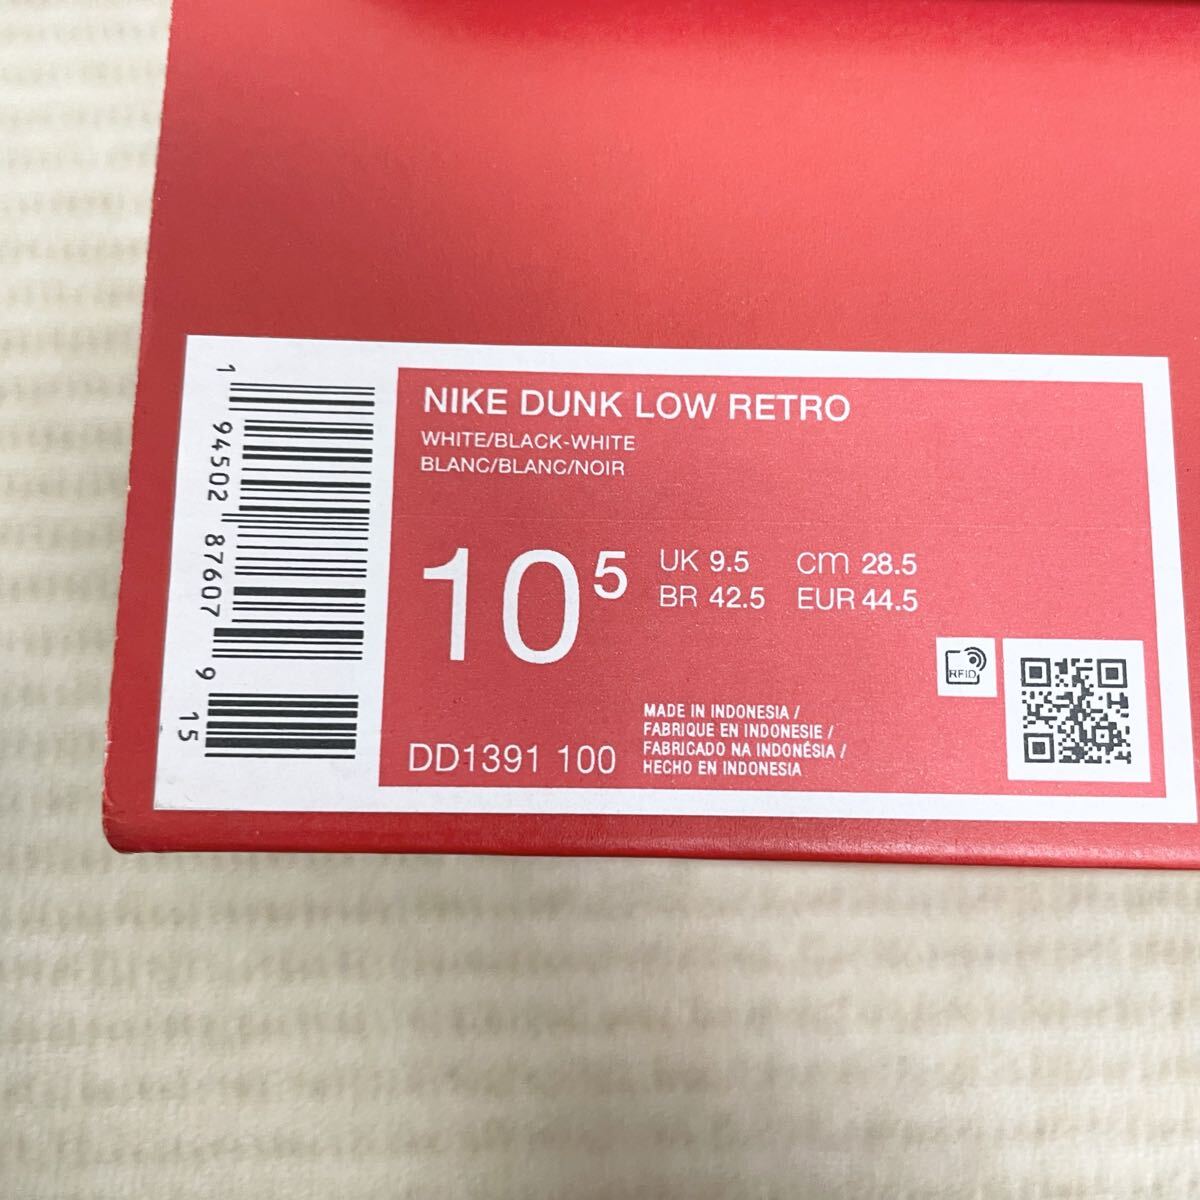 NIKE DUNK LOW RETRO
WHITE/BLACK-WHITE
BLANC/BLANC/NOIR
10 5
UK 9.5 cm 28.5
BR 42.5 EUR 44.5
RFID
DD1391 100
MADE IN INDONESIA /
FABRIQUE EN INDONESIE /
FABRICADO NA INDONÉSIA /
HECHO EN INDONESIA
1 94502 87607 9 15